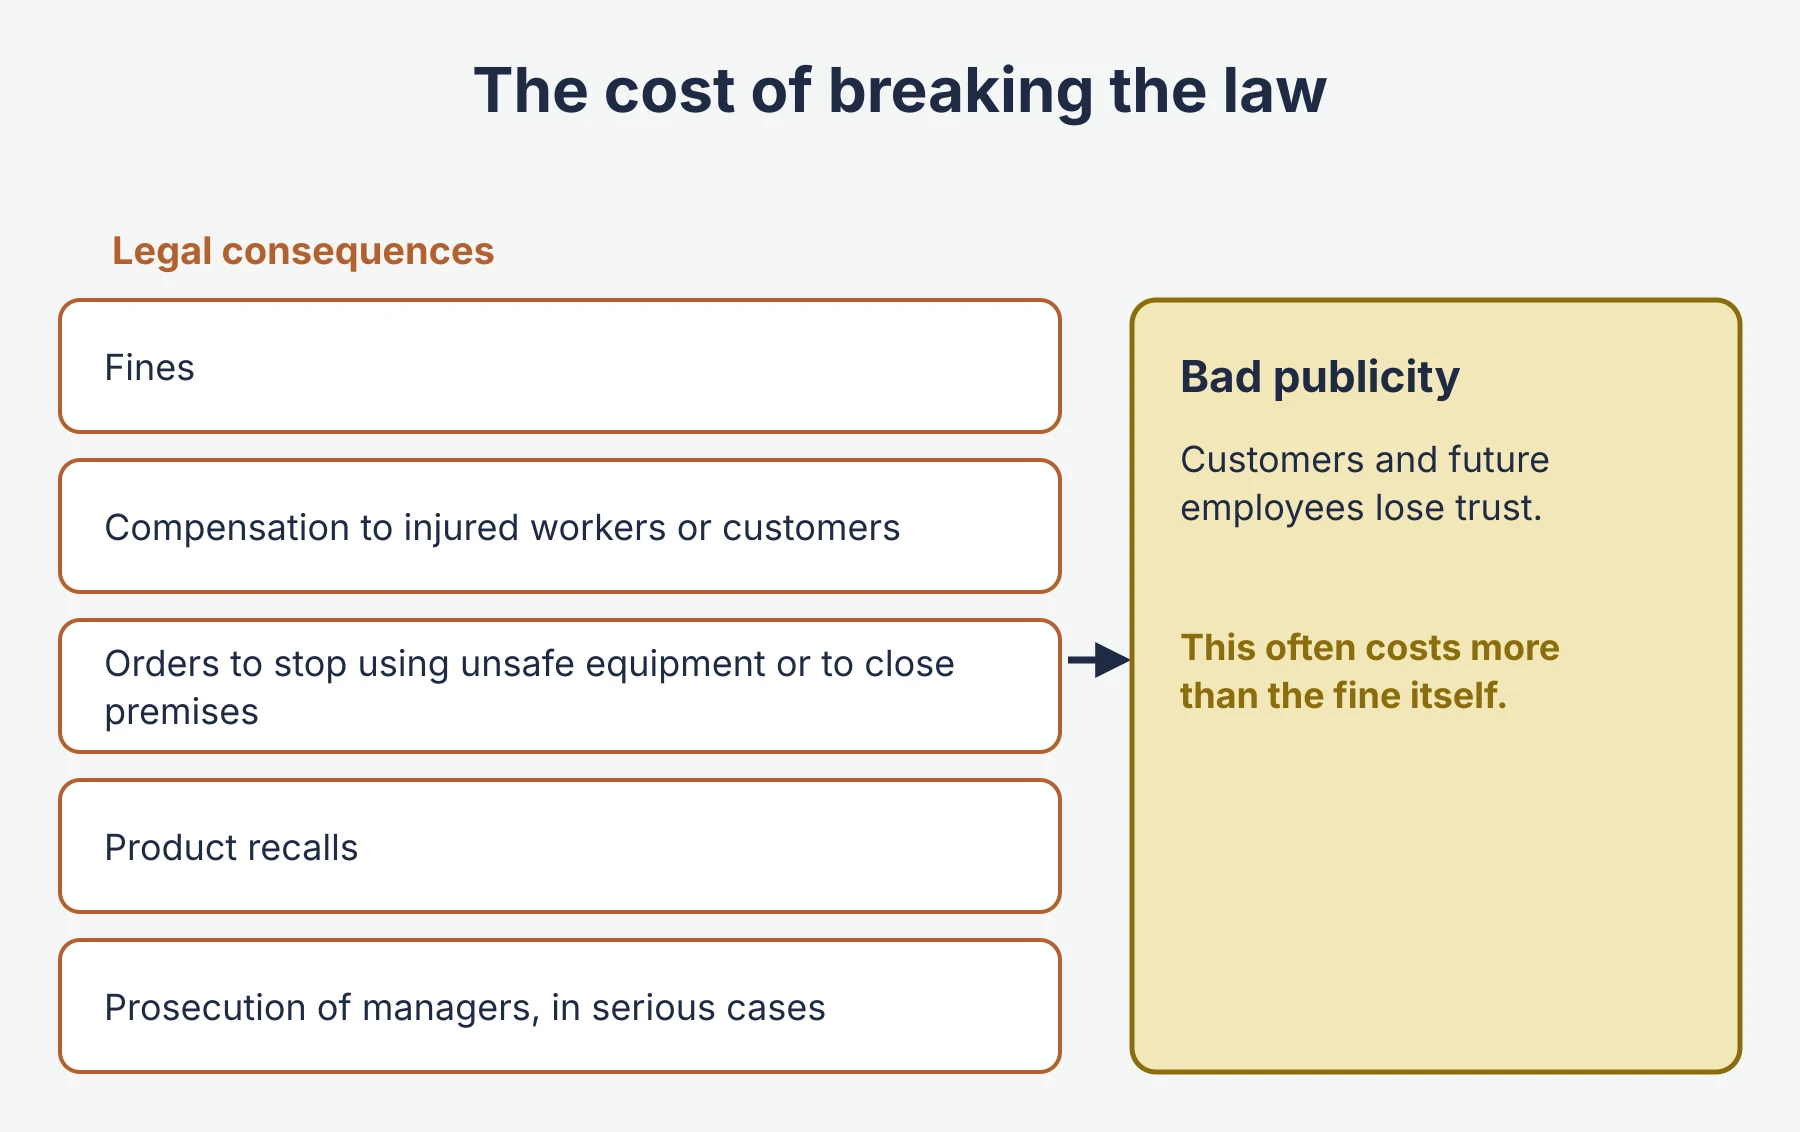 The cost of breaking the law
Legal consequences
Fines
Compensation to injured workers or customers
Orders to stop using unsafe equipment or to close
premises
Product recalls
Prosecution of managers, in serious cases
Bad publicity
Customers and future
employees lose trust.
This often costs more
than the fine itself.